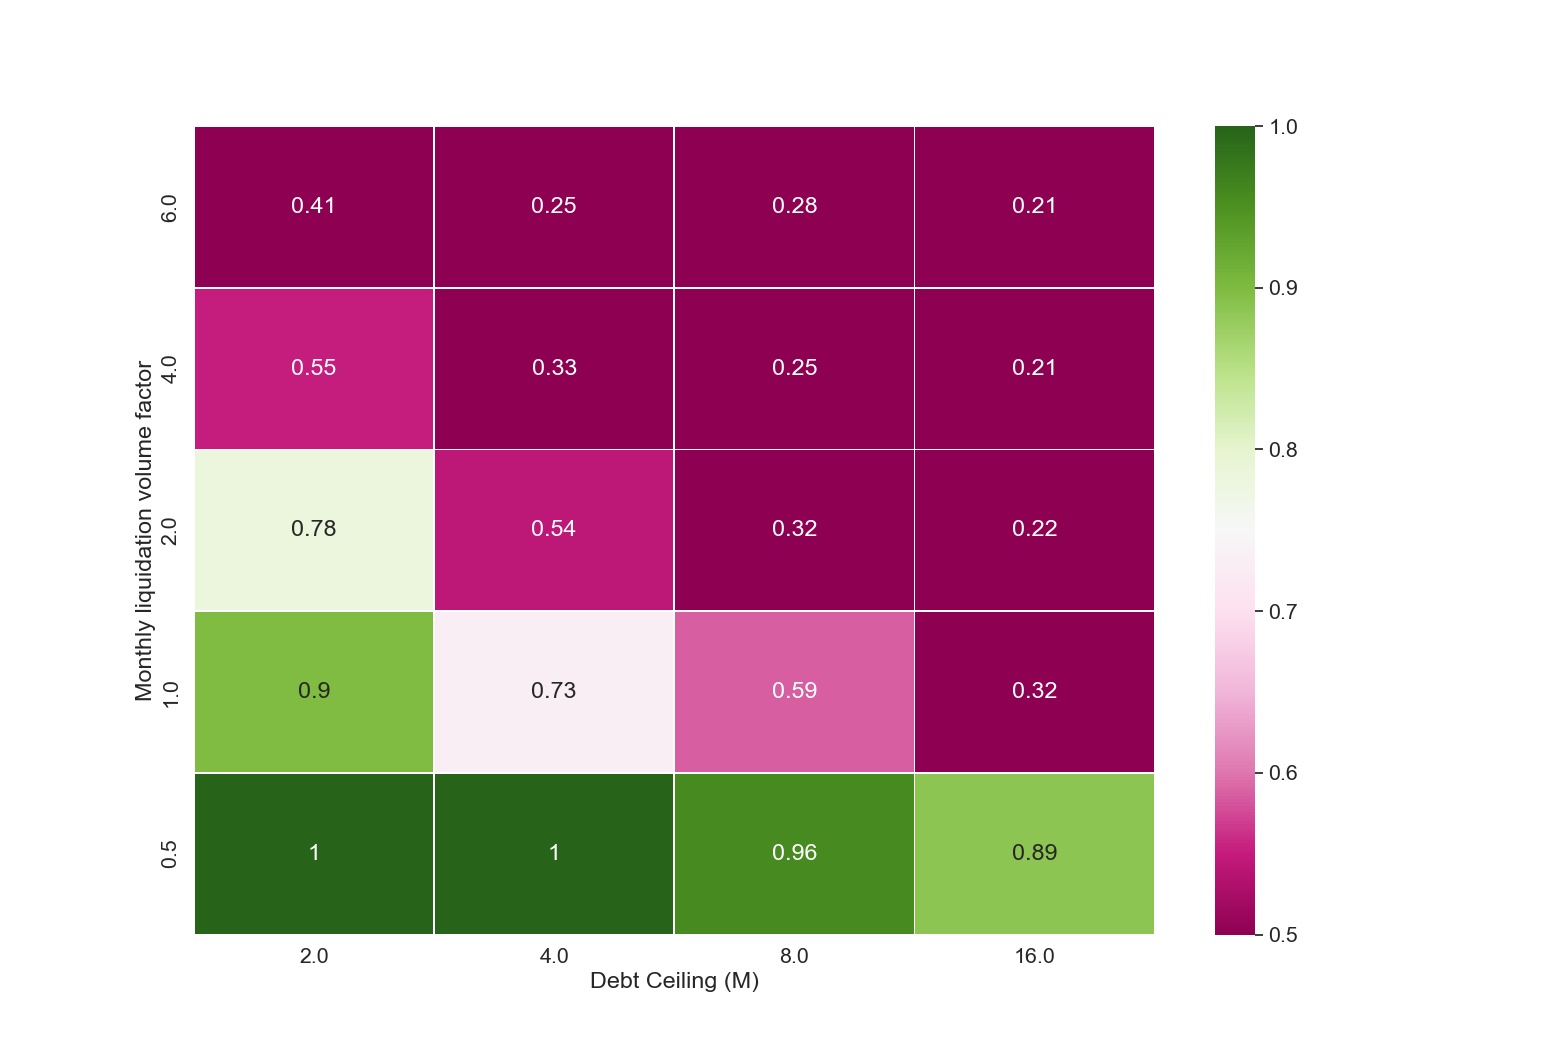 1.0
6.0 0.41 0.25 0.28 0.21
0.9
4.0 0.55 0.33 0.25 0.21
0.8
Monthly liquidation volume factor
2.0 0.78 0.54 0.32 0.22
0.7
1.0 0.9 0.73 0.59 0.32
0.6
0.5 1 1 0.96 0.89
0.5
2.0 4.0 8.0 16.0
Debt Ceiling (M)